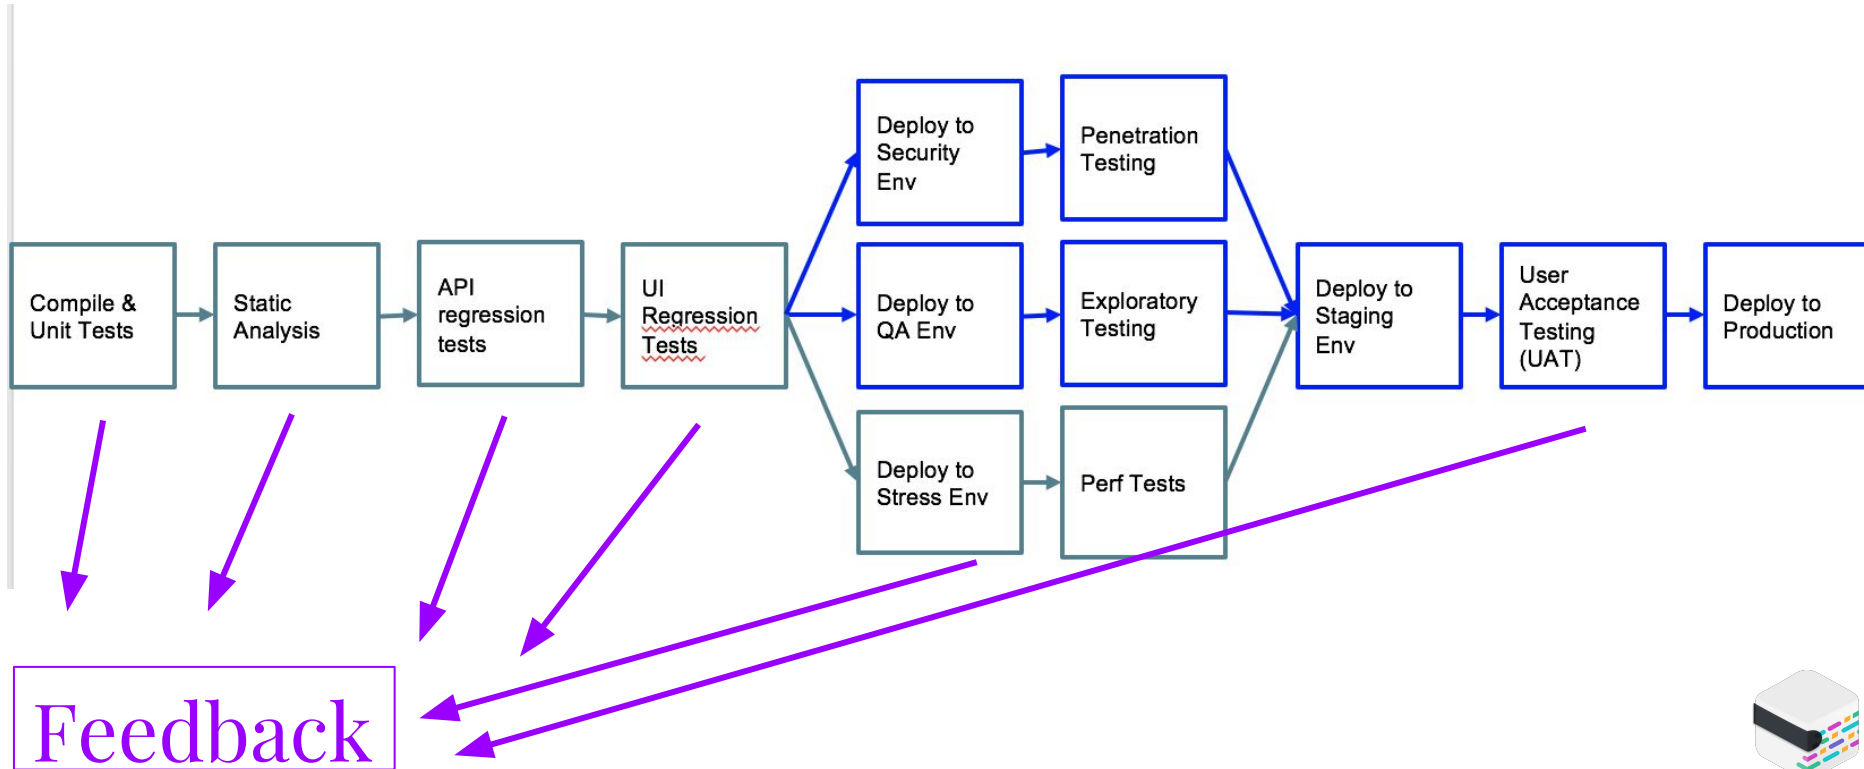 Deploy to
Security
Env
Penetration
Testing
Compile &
Unit Tests
Static
Analysis
API
regression
tests
UI
Regression
Tests
Deploy to
QA Env
Exploratory
Testing
Deploy to
Staging
Env
User
Acceptance
Testing
(UAT)
Deploy to
Production
Deploy to
Stress Env
Perf Tests
Feedback